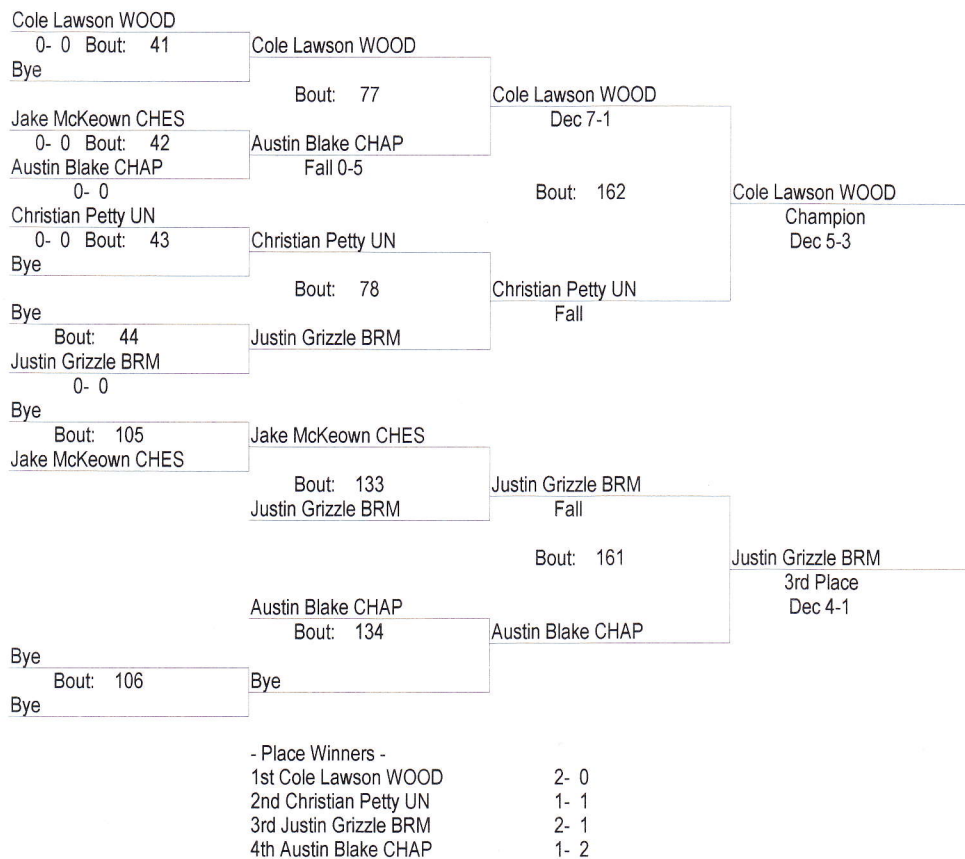 Cole Lawson WOOD
0- 0 Bout: 41
Bye
Cole Lawson WOOD
Bout: 77
Jake McKeown CHES
0- 0 Bout: 42
Austin Blake CHAP
0- 0
Austin Blake CHAP
Fall 0-5
Cole Lawson WOOD
Dec 7-1
Bout: 162
Christian Petty UN
0- 0 Bout: 43
Bye
Christian Petty UN
Bout: 78
Bye
Bout: 44
Justin Grizzle BRM
0- 0
Justin Grizzle BRM
Christian Petty UN
Fall
Cole Lawson WOOD
Champion
Dec 5-3
Bye
Bout: 105
Jake McKeown CHES
Jake McKeown CHES
Bout: 133
Justin Grizzle BRM
Justin Grizzle BRM
Fall
Bout: 161
Austin Blake CHAP
Bout: 134
Bye
Bout: 106
Bye
Bye
Austin Blake CHAP
Justin Grizzle BRM
3rd Place
Dec 4-1
- Place Winners -
1st Cole Lawson WOOD 2- 0
2nd Christian Petty UN 1- 1
3rd Justin Grizzle BRM 2- 1
4th Austin Blake CHAP 1- 2